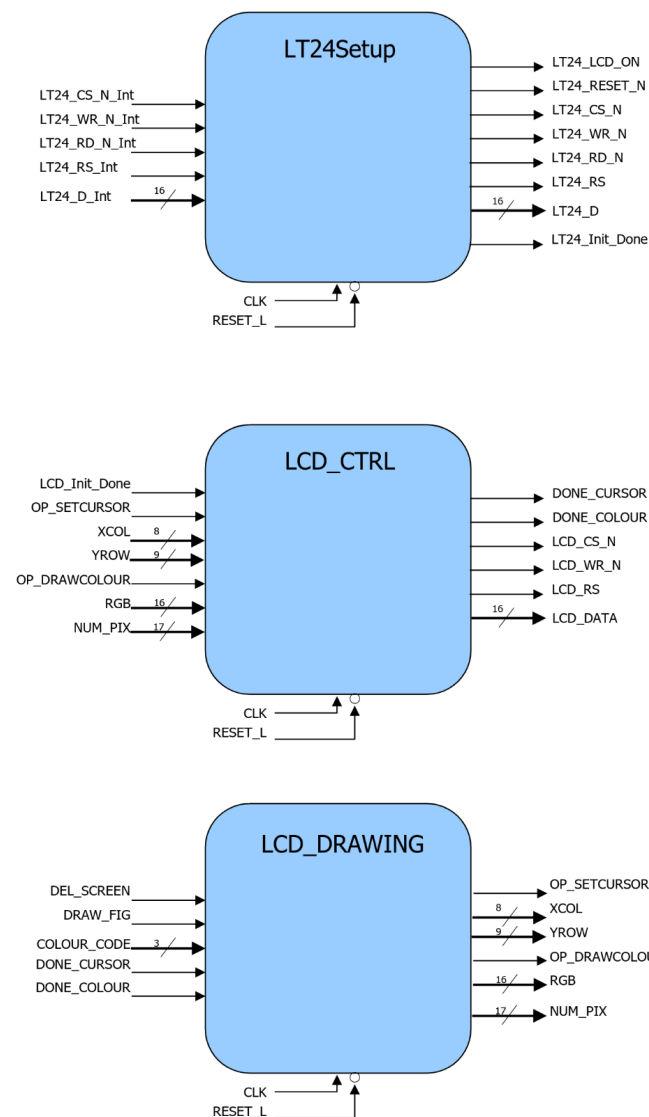 LT24Setup
LT24_CS_N_Int
LT24_WR_N_Int
LT24_RD_N_Int
LT24_RS_Int
LT24_D_Int
16
LT24_LCD_ON
LT24_RESET_N
LT24_CS_N
LT24_WR_N
LT24_RD_N
LT24_RS
16
LT24_D
LT24_Init_Done
CLK
RESET_L
LCD_CTRL
LCD_Init_Done
OP_SETCURSOR
XCOL
8
YROW
9
OP_DRAWCOLOUR
RGB
16
NUM_PIX
17
DONE_CURSOR
DONE_COLOUR
LCD_CS_N
LCD_WR_N
LCD_RS
16
LCD_DATA
CLK
RESET_L
LCD_DRAWING
DEL_SCREEN
DRAW_FIG
COLOUR_CODE
3
DONE_CURSOR
DONE_COLOUR
OP_SETCURSOR
8
XCOL
9
YROW
OP_DRAWCOLOU
16
RGB
17
NUM_PIX
CLK
RESET_L